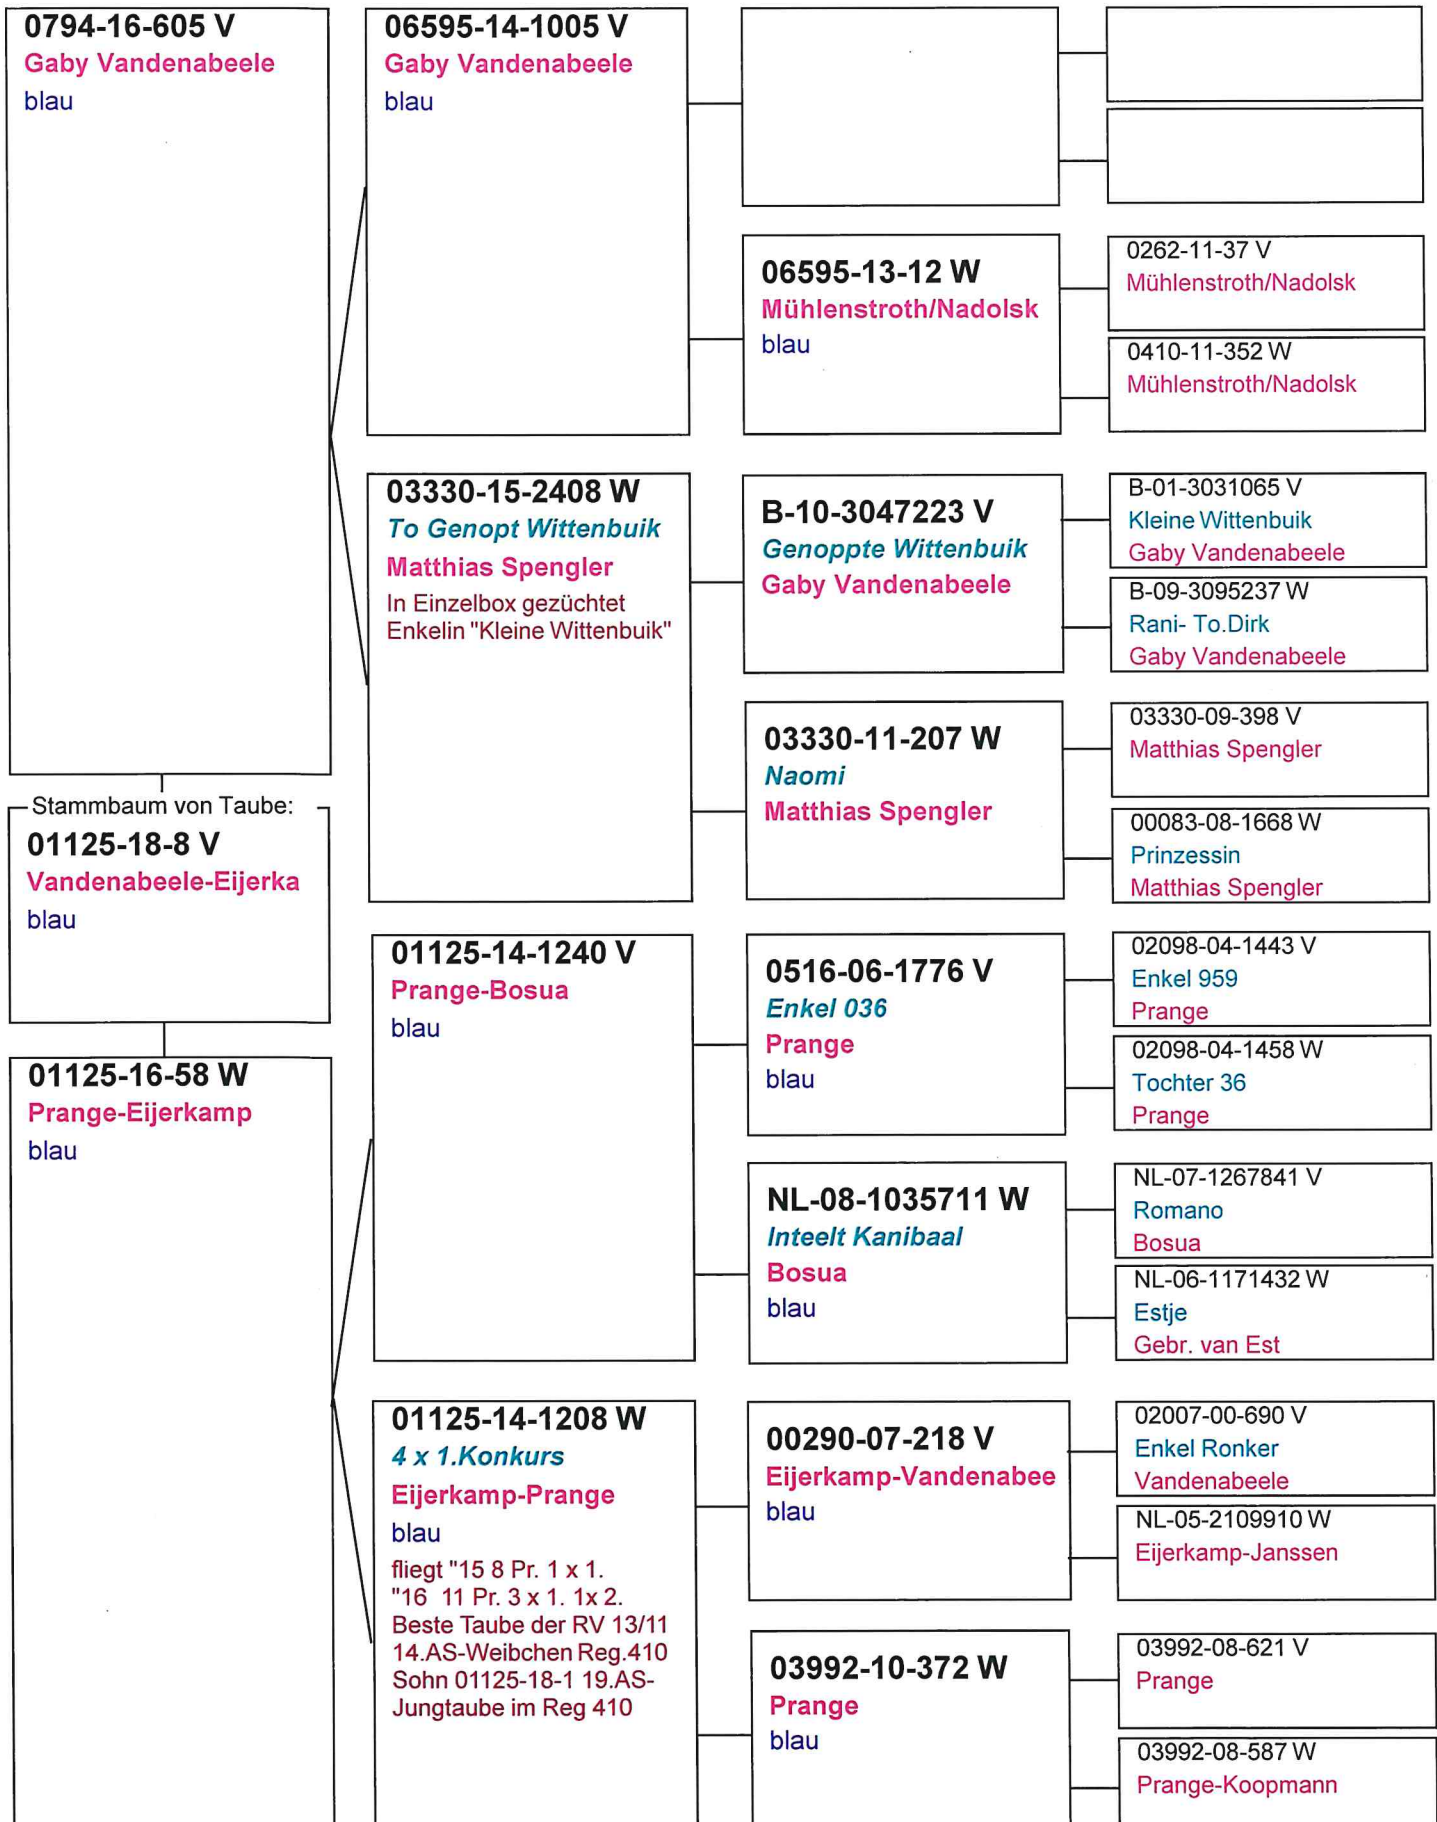 0794-16-605 V
Gaby Vandenabeele
blau
Stammbaum von Taube:
01125-18-8 V
Vandenabeele-Eijerka
blau
01125-16-58 W
Prange-Eijerkamp
blau
06595-14-1005 V
Gaby Vandenabeele
blau
03330-15-2408 W
To Genopt Wittenbuik
Matthias Spengler
In Einzelbox gezüchtet
Enkelin "Kleine Wittenbuik"
01125-14-1240 V
Prange-Bosua
blau
01125-14-1208 W
4 x 1.Konkurs
Eijerkamp-Prange
blau
fliegt "15 8 Pr. 1 x 1.
"16 11 Pr. 3 x 1. 1x 2.
Beste Taube der RV 13/11
14.AS-Weibchen Reg.410
Sohn 01125-18-1 19.AS-
Jungtaube im Reg 410
06595-13-12 W
Mühlenstroth/Nadolsk
blau
B-10-3047223 V
Genoppte Wittenbuik
Gaby Vandenabeele
03330-11-207 W
Naomi
Matthias Spengler
0516-06-1776 V
Enkel 036
Prange
blau
NL-08-1035711 W
Inteelt Kanibaal
Bosua
blau
00290-07-218 V
Eijerkamp-Vandenabee
blau
03992-10-372 W
Prange
blau
0262-11-37 V
Mühlenstroth/Nadolsk
0410-11-352 W
Mühlenstroth/Nadolsk
B-01-3031065 V
Kleine Wittenbuik
Gaby Vandenabeele
B-09-3095237 W
Rani- To.Dirk
Gaby Vandenabeele
03330-09-398 V
Matthias Spengler
00083-08-1668 W
Prinzessin
Matthias Spengler
02098-04-1443 V
Enkel 959
Prange
02098-04-1458 W
Tochter 36
Prange
NL-07-1267841 V
Romano
Bosua
NL-06-1171432 W
Estje
Gebr. van Est
02007-00-690 V
Enkel Ronker
Vandenabeele
NL-05-2109910 W
Eijerkamp-Janssen
03992-08-621 V
Prange
03992-08-587 W
Prange-Koopmann